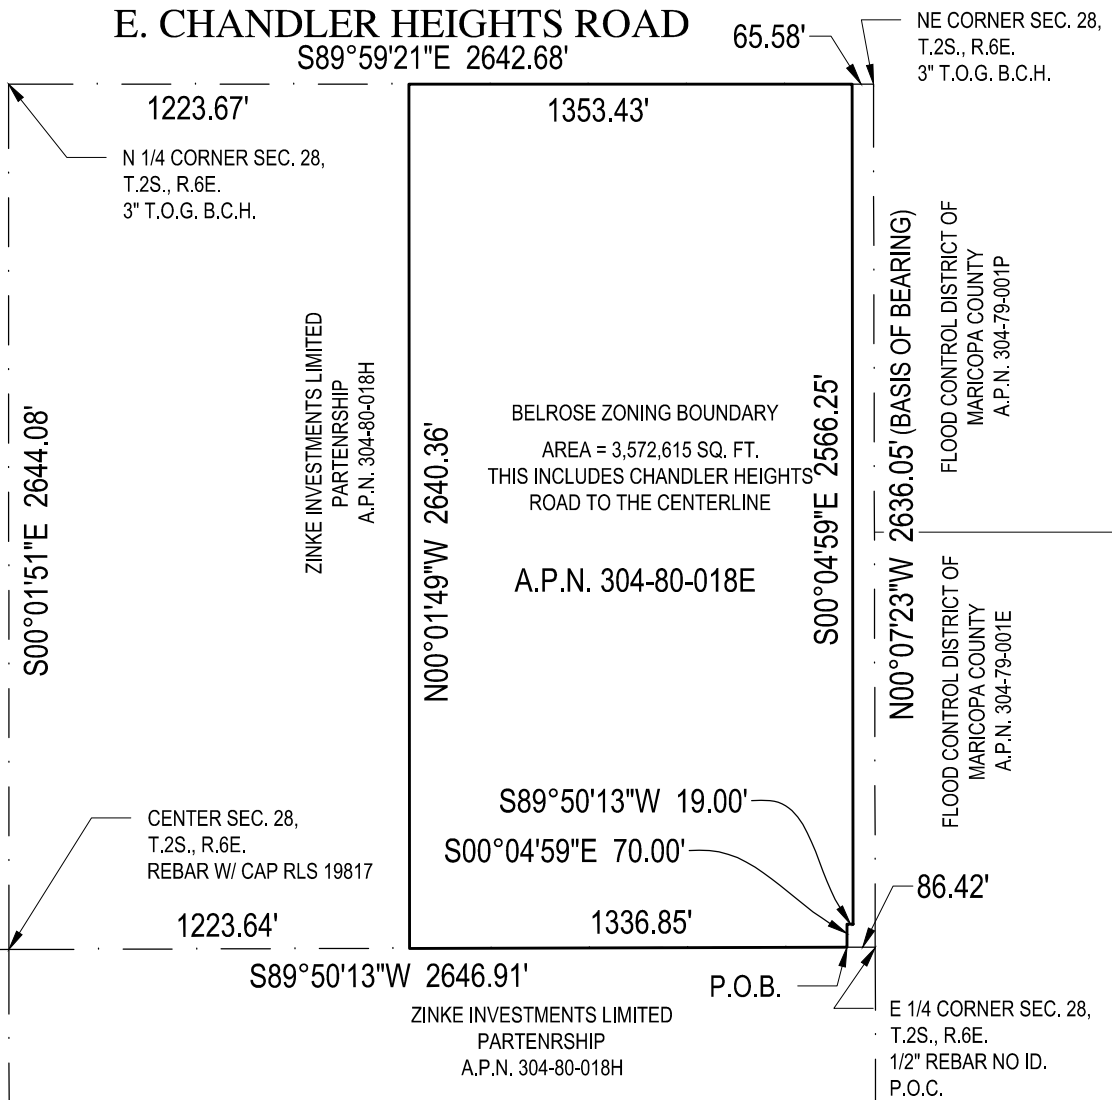 E. CHANDLER HEIGHTS ROAD
S89°59'21"E 2642.68'
65.58'
NE CORNER SEC. 28,
T.2S., R.6E.
3" T.O.G. B.C.H.
1223.67'
1353.43'
N 1/4 CORNER SEC. 28,
T.2S., R.6E.
3" T.O.G. B.C.H.
S00°01'51"E 2644.08'
ZINKE INVESTMENTS LIMITED
PARTENRSHIP
A.P.N. 304-80-018H
N00°01'49"W 2640.36'
BELROSE ZONING BOUNDARY
AREA = 3,572,615 SQ. FT.
THIS INCLUDES CHANDLER HEIGHTS
ROAD TO THE CENTERLINE
A.P.N. 304-80-018E
S00°04'59"E 2566.25'
N00°07'23"W 2636.05' (BASIS OF BEARING)
FLOOD CONTROL DISTRICT OF
MARICOPA COUNTY
A.P.N. 304-79-001P
FLOOD CONTROL DISTRICT OF
MARICOPA COUNTY
A.P.N. 304-79-001E
S89°50'13"W 19.00'
S00°04'59"E 70.00'
CENTER SEC. 28,
T.2S., R.6E.
REBAR W/ CAP RLS 19817
86.42'
1223.64'
1336.85'
S89°50'13"W 2646.91'
P.O.B.
ZINKE INVESTMENTS LIMITED
PARTENRSHIP
A.P.N. 304-80-018H
E 1/4 CORNER SEC. 28,
T.2S., R.6E.
1/2" REBAR NO ID.
P.O.C.